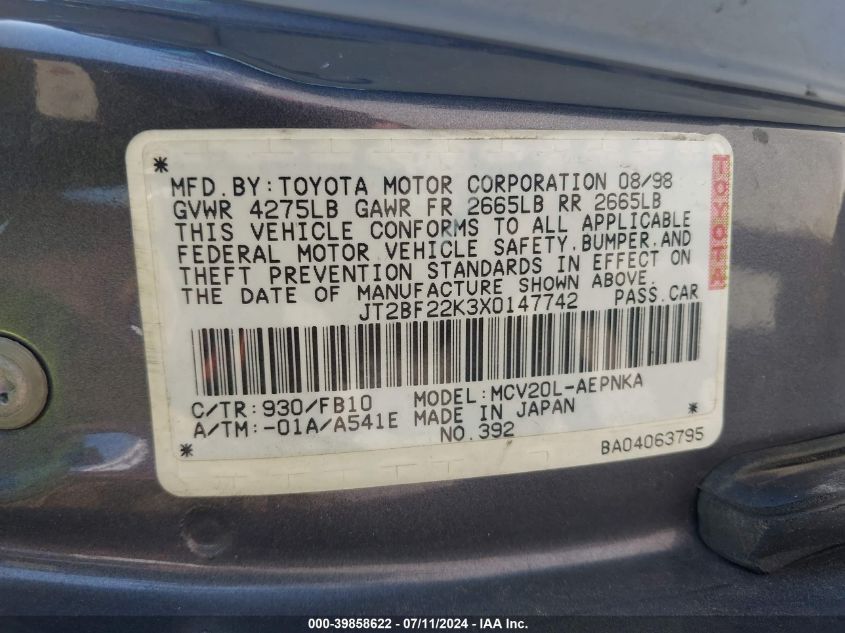 MFD.BY:TOYOTA MOTOR CORPORATION 08/98
GVWR 4275LB GAWR FR 2665LB RR 2665LB
THIS VEHICLE CONFORMS TO ALL APPLICABLE
FEDERAL MOTOR VEHICLE SAFETY,BUMPER,AND
THEFT PREVENTION STANDARDS IN EFFECT ON
THE DATE OF MANUFACTURE SHOWN ABOVE.
JT2BF22K3X0147742 PASS.CAR
TOYOTA
C/TR:930/FB10 MODEL:MCV20L-AEPNKA
A/TM:-01A/A541E MADE IN JAPAN
NO.392
BA04063795
000-39858622 - 07/11/2024 - IAA Inc.